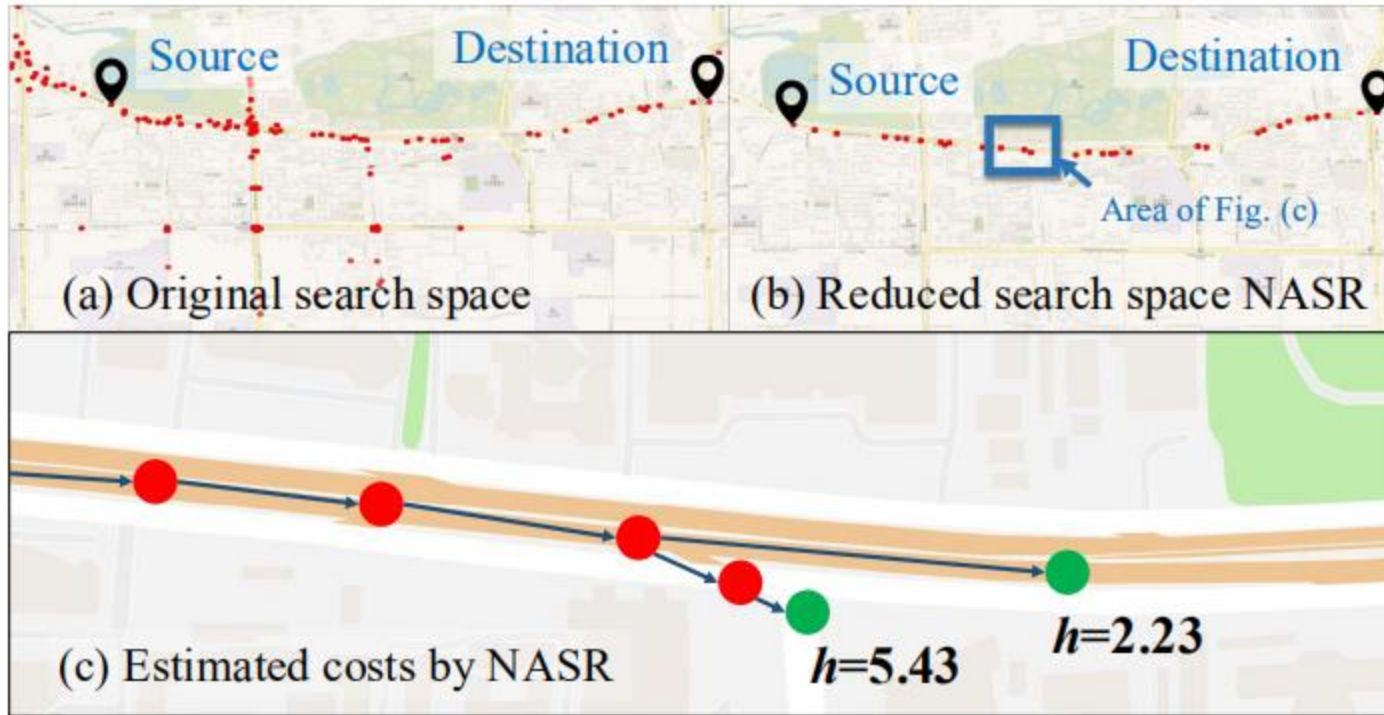 Source
Destination
(a) Original search space
Source
Destination
Area of Fig. (c)
(b) Reduced search space NASR
h=5.43
h=2.23
(c) Estimated costs by NASR